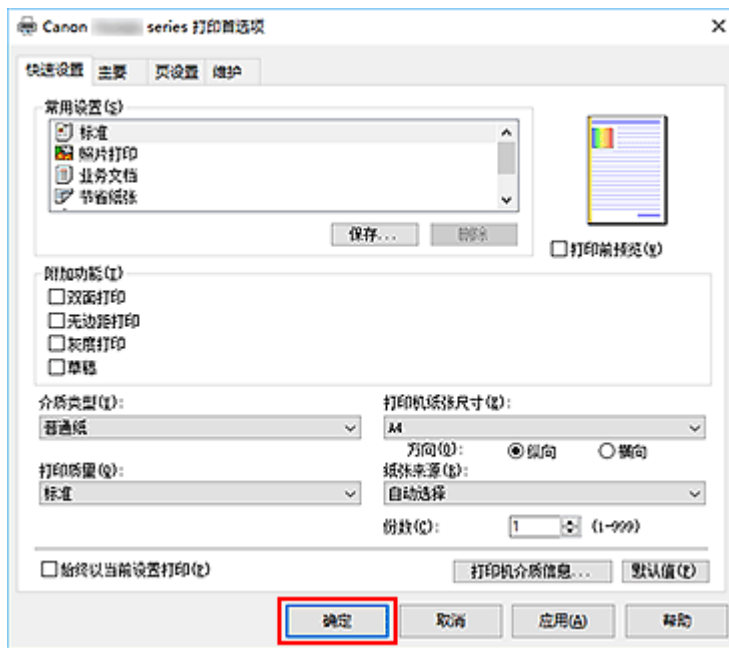 Canon series 打印首选项
快速设置 主要 页设置 维护
常用设置(S)
标准
照片打印
业务文档
节省纸张
保存... 删除
打印前预览(V)
附加功能(I)
双面打印
无边距打印
灰度打印
草稿
介质类型(T): 打印机纸张尺寸(Z):
普通纸 A4
方向(O): 纵向 横向
打印质量(Q): 纸张来源(B):
标准 自动选择
份数(C): 1 (1-999)
始终以当前设置打印
打印机介质信息... 默认值
确定 取消 应用(A) 帮助